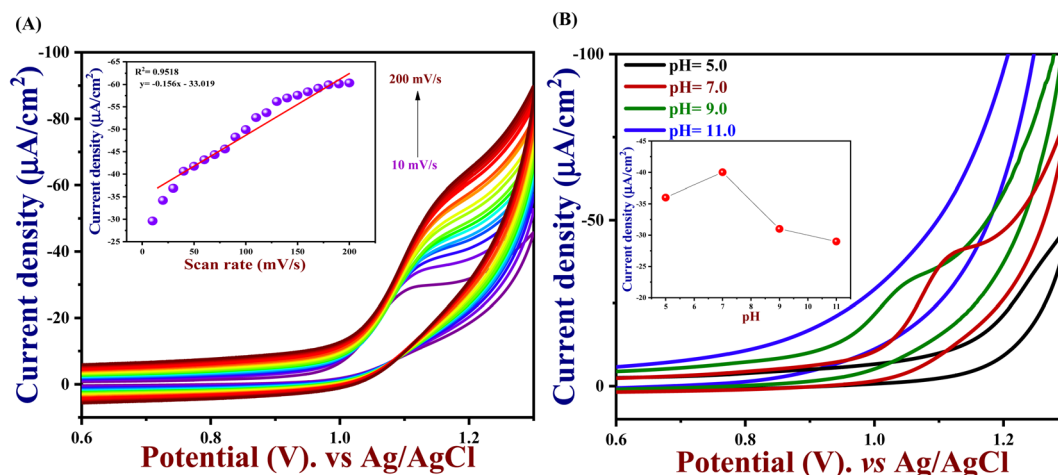 (A)
Current density (μA/cm²)
-100
-80
-60
-40
-20
0
0.6
0.8
1.0
1.2
Potential (V). vs Ag/AgCl
R²= 0.9518
y= -0.156x - 33.019
Current density (μA/cm²)
-65
-60
-55
-50
-45
-40
-35
-30
-25
0
50
100
150
200
Scan rate (mV/s)
200 mV/s
10 mV/s
(B)
Current density (μA/cm²)
-100
-50
0
0.6
0.8
1.0
1.2
Potential (V). vs Ag/AgCl
pH= 5.0
pH= 7.0
pH= 9.0
pH= 11.0
Current density (μA/cm²)
-45
-40
-35
-30
-25
-20
5
7
9
11
pH